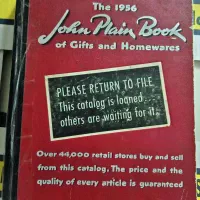 The 1956
John Plain Book
of Gifts and Homewares
PLEASE RETURN TO FILE.
This catalog is loaned...
others are waiting for it.
Over 44,000 retail stores buy and sell
from this catalog. The price and the
quality of every article is guaranteed